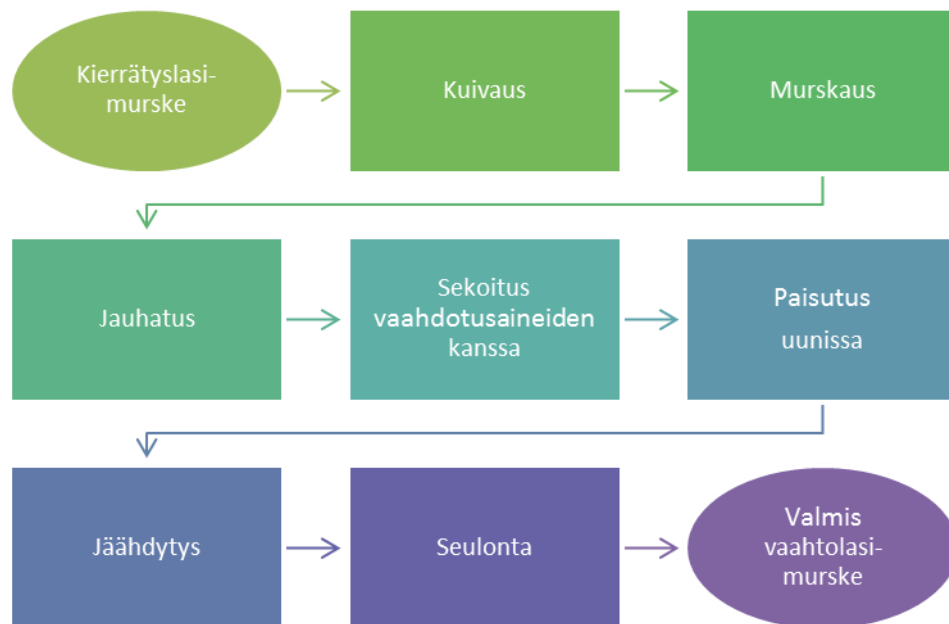 Kierrätyslasi-
murske
Kuivaus
Murskaus
Jauhatus
Sekoitus
vaahdotusaineiden
kanssa
Paisutus
uunissa
Jäähdytys
Seulonta
Valmis
vaahtolasi-
murske